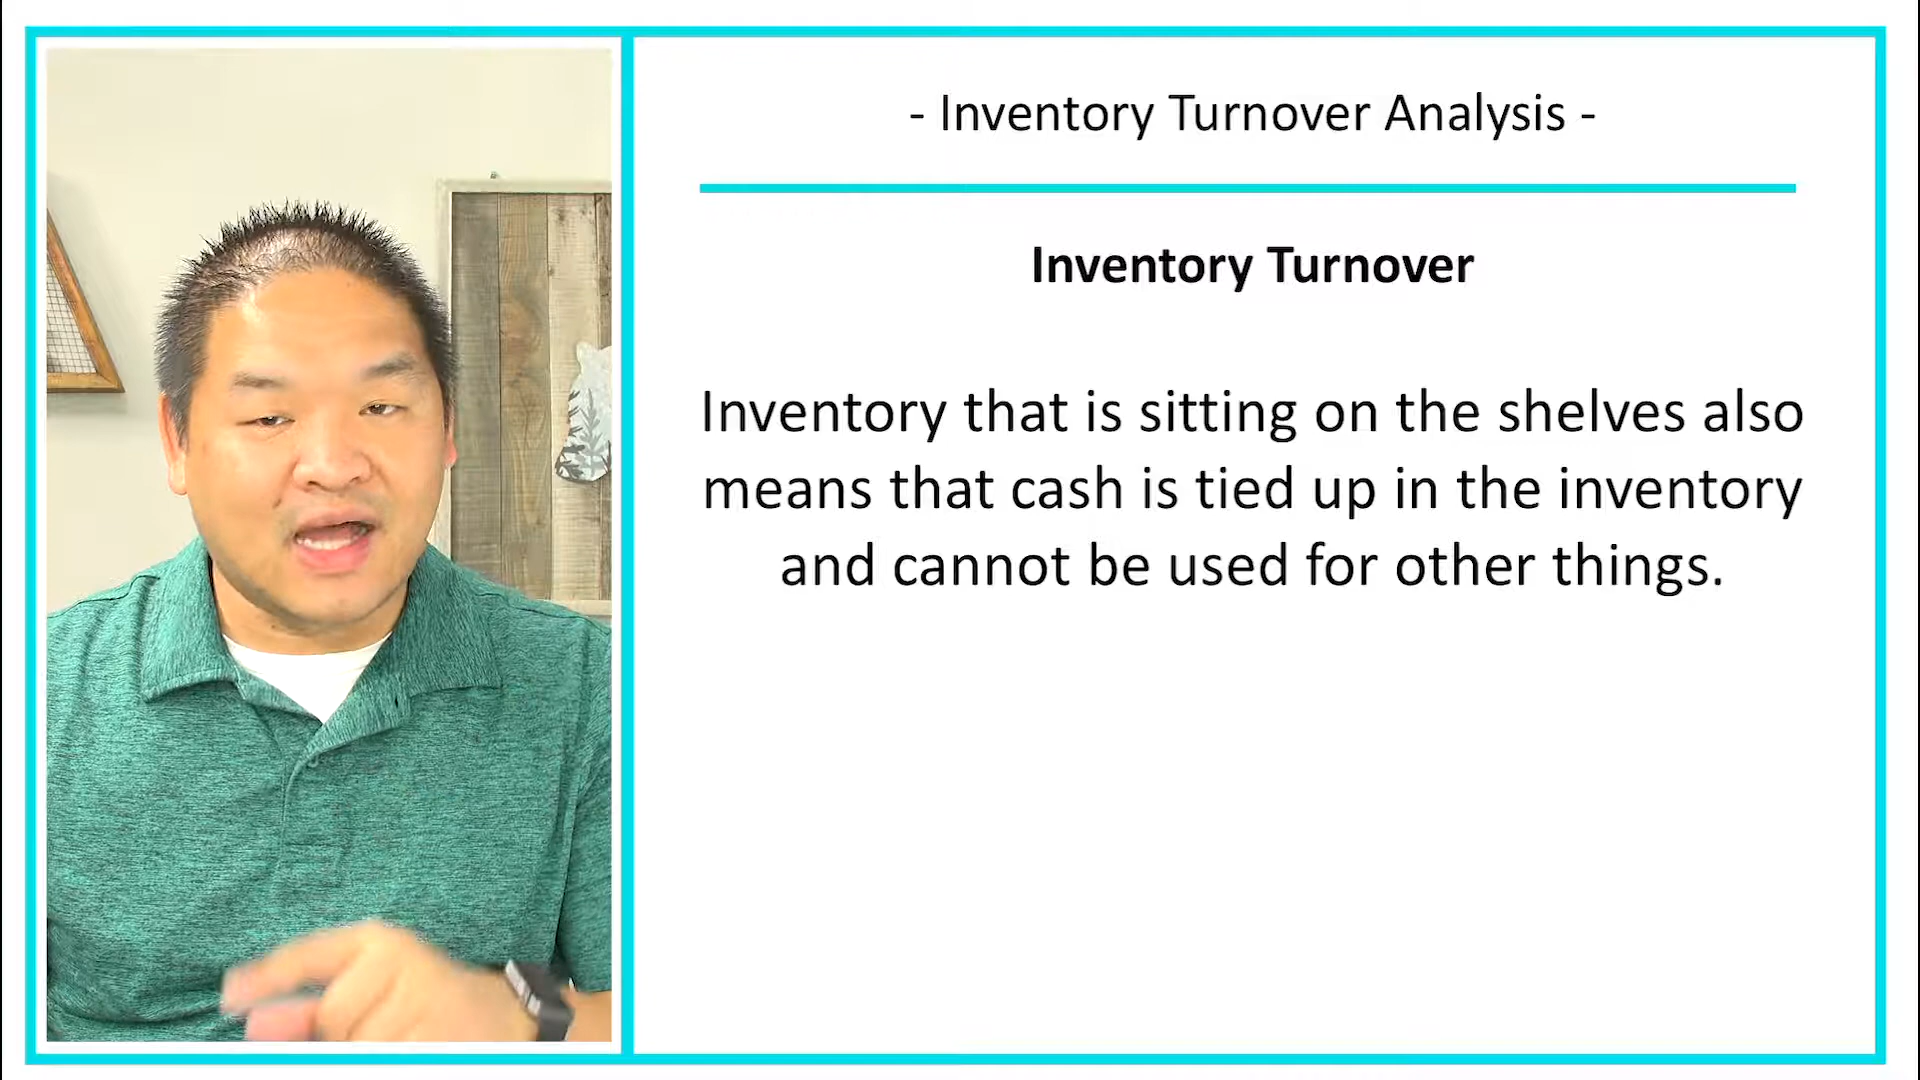 - Inventory Turnover Analysis -
Inventory Turnover
Inventory that is sitting on the shelves also
means that cash is tied up in the inventory
and cannot be used for other things.